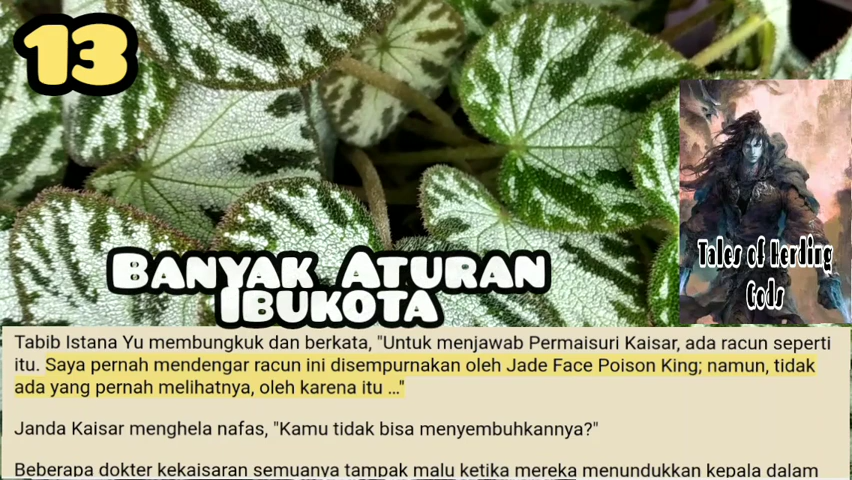 13
Tales of Herding
Gods
BANYAK ATURAN
IBUKOTA
Tabib Istana Yu membungkuk dan berkata, "Untuk menjawab Permaisuri Kaisar, ada racun seperti
itu. Saya pernah mendengar racun ini disempurnakan oleh Jade Face Poison King; namun, tidak
ada yang pernah melihatnya, oleh karena itu ..."
Janda Kaisar menghela nafas, "Kamu tidak bisa menyembuhkannya?"
Beberapa dokter kekaisaran semuanya tampak malu ketika mereka menundukkan kepala dalam